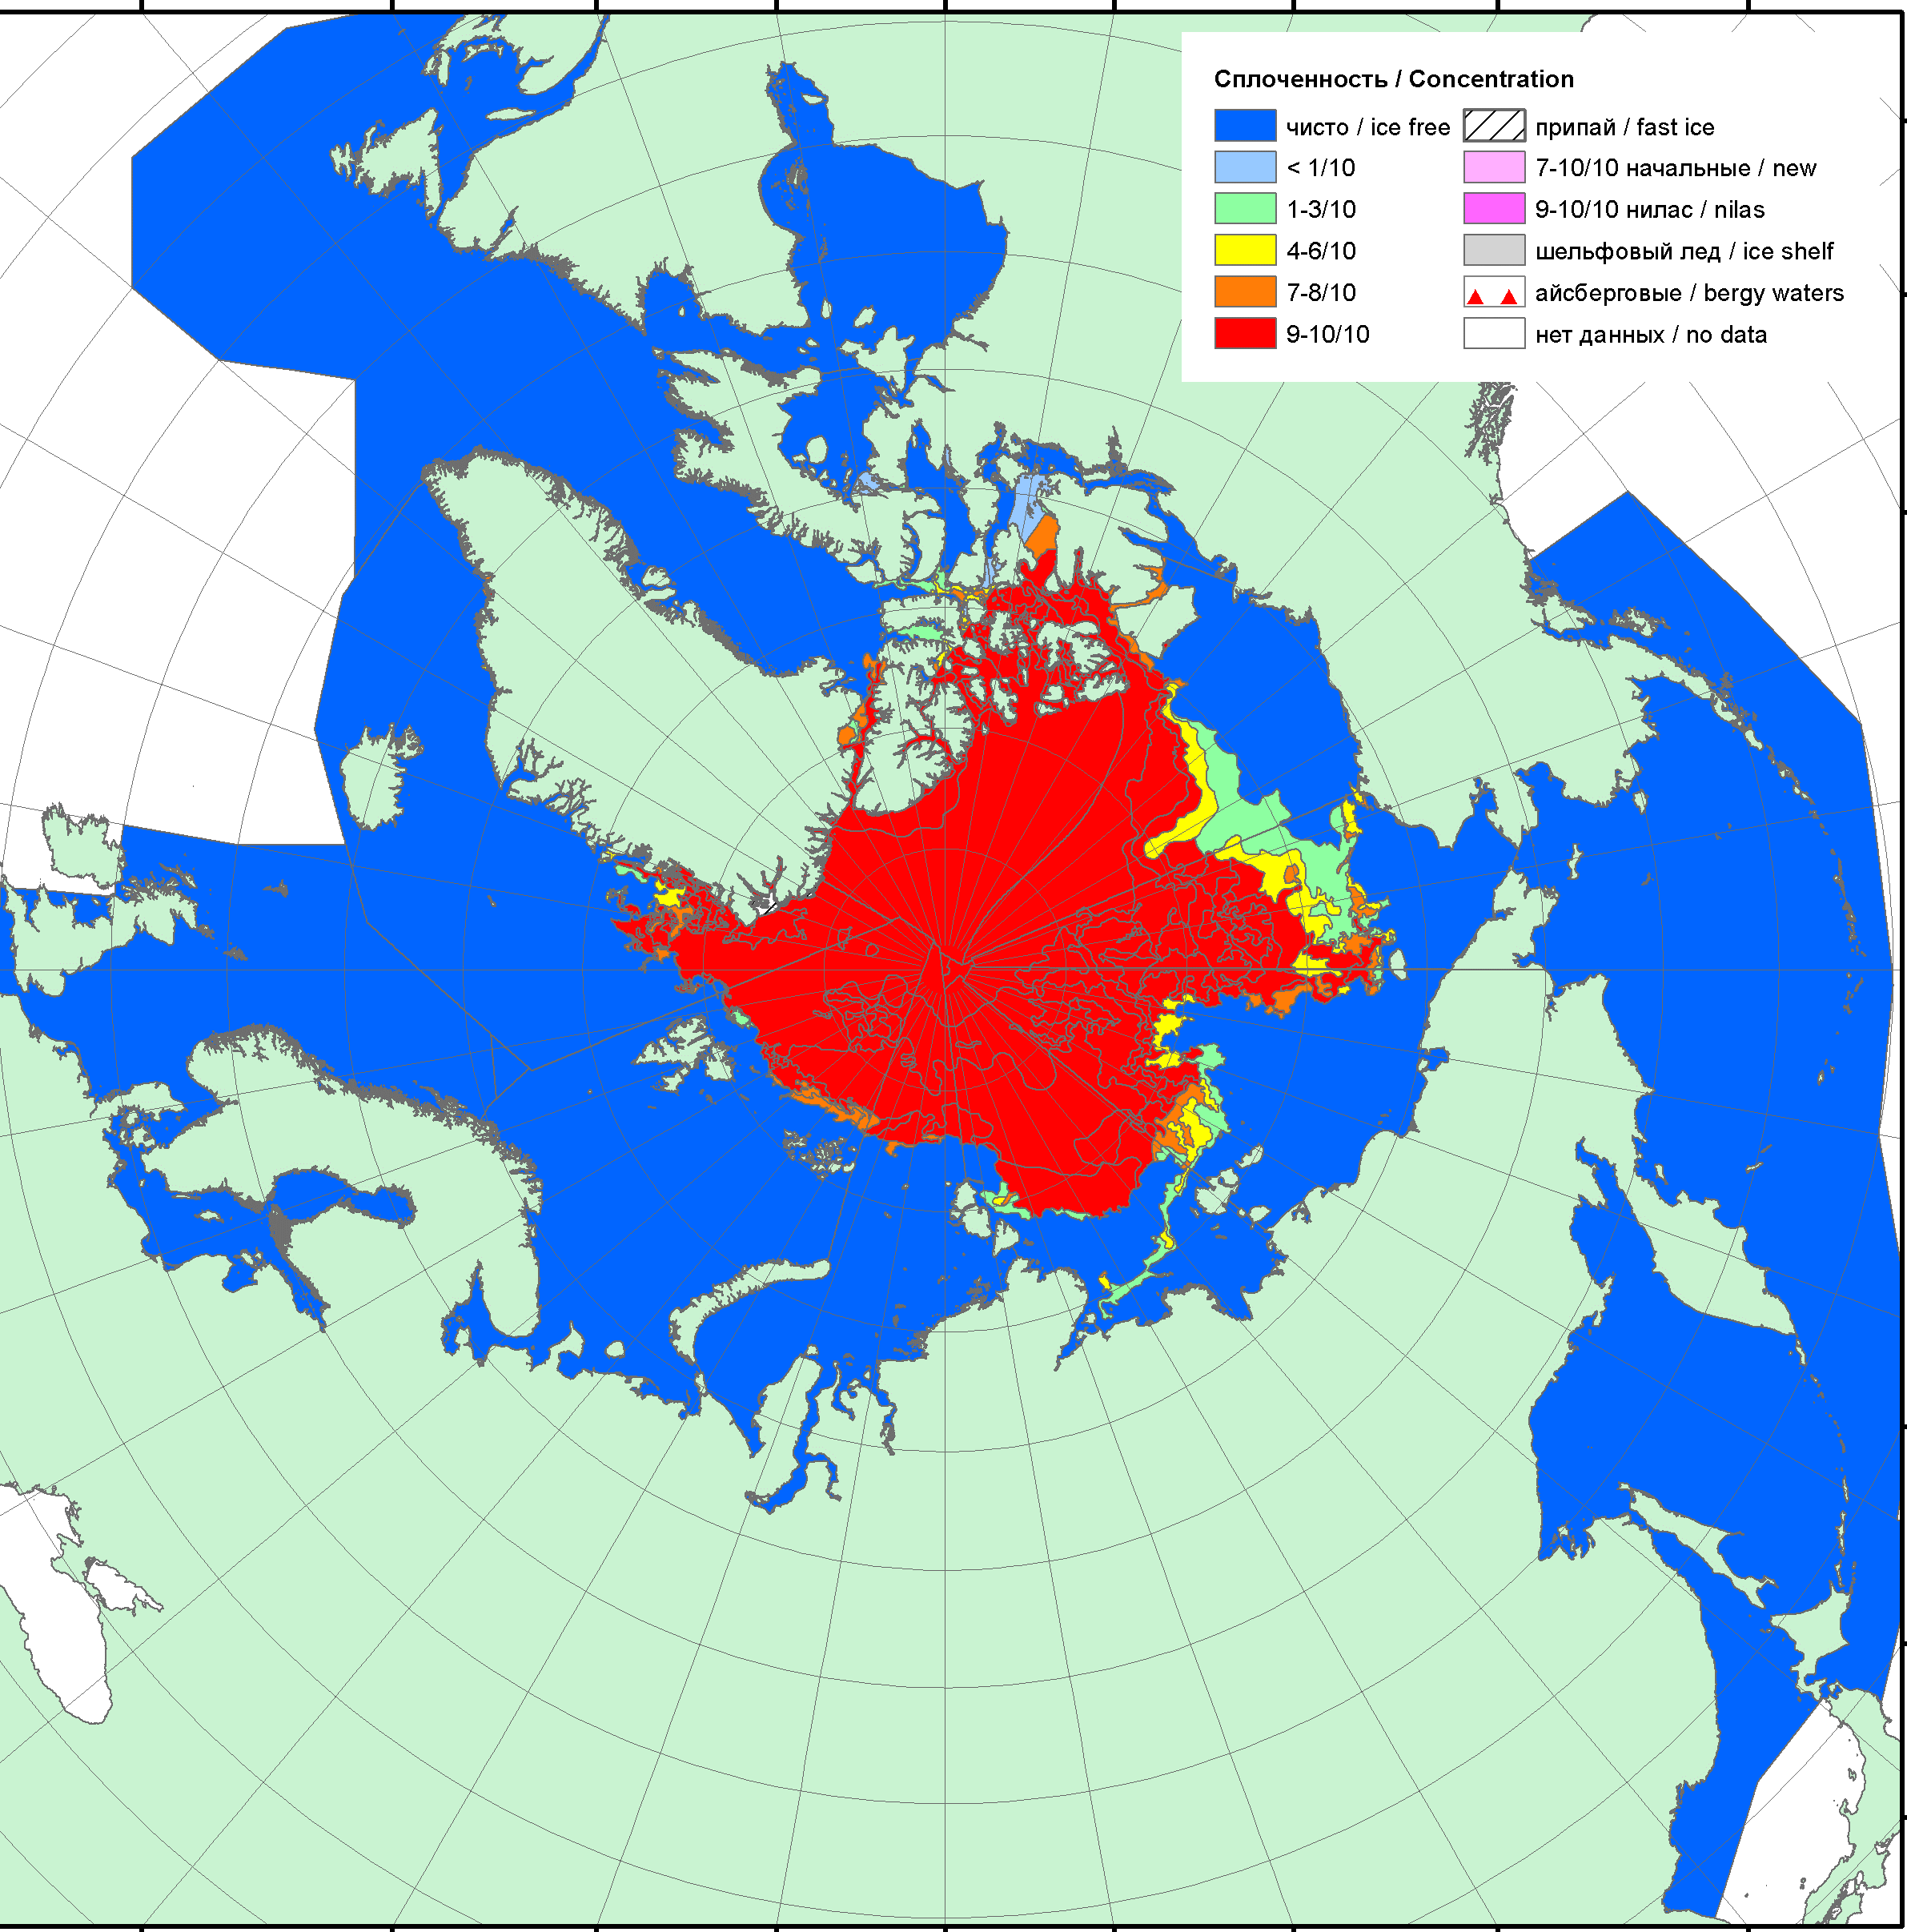 Сплоченность / Concentration
чисто / ice free
< 1/10
1-3/10
4-6/10
7-8/10
9-10/10
припай / fast ice
7-10/10 начальные / new
9-10/10 нилас / nilas
шельфовый лед / ice shelf
айсберговые / bergy waters
нет данных / no data